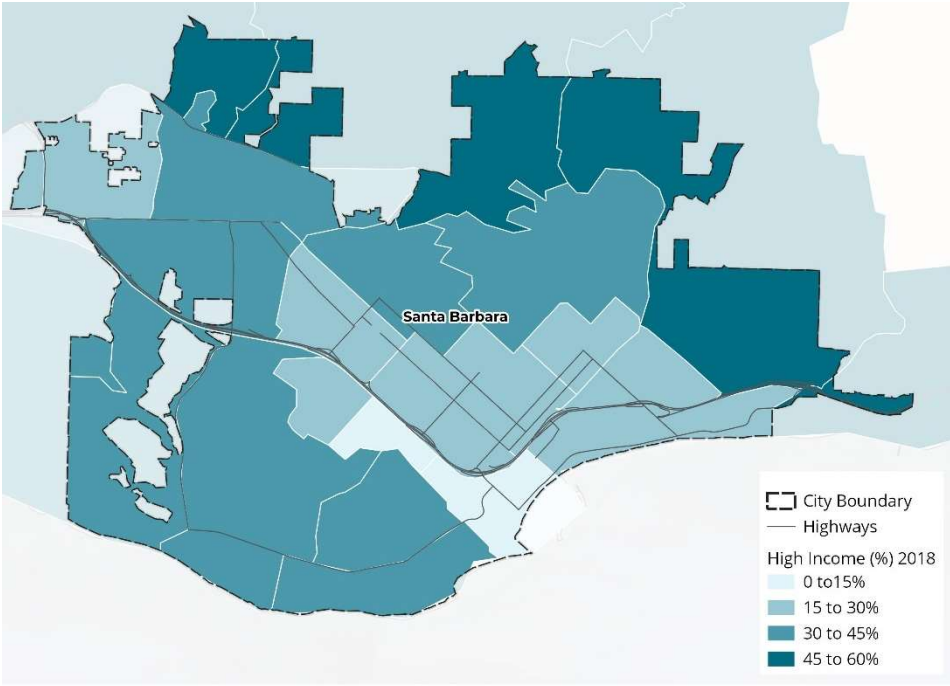 Santa Barbara
City Boundary
Highways
High Income (%) 2018
0 to15%
15 to 30%
30 to 45%
45 to 60%